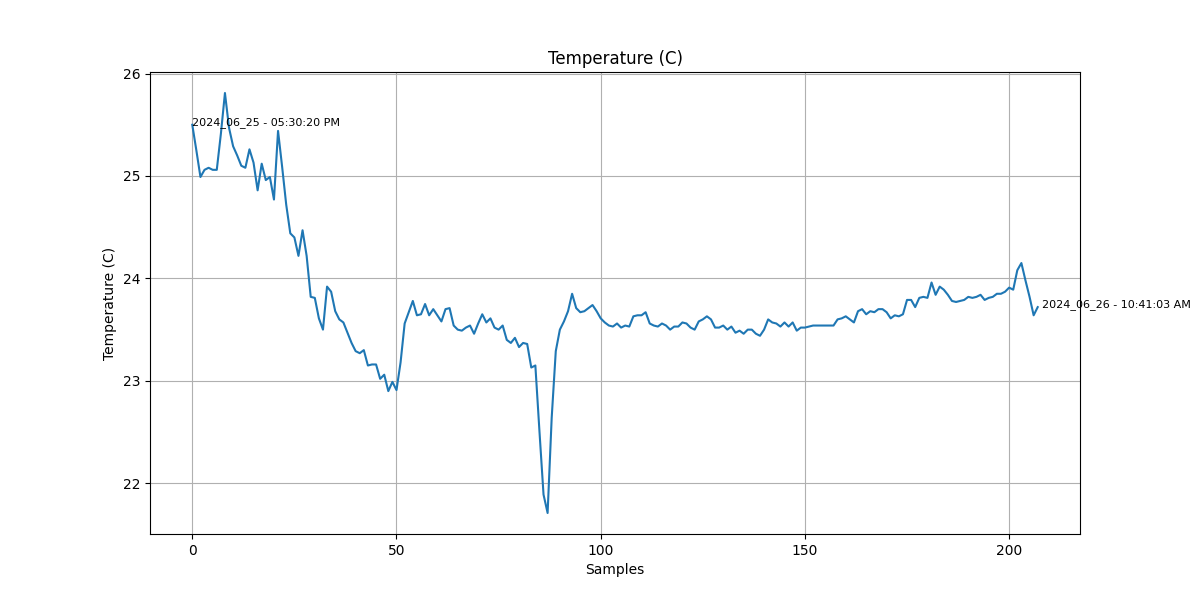 Temperature (C)
26
2024_06_25 - 05:30:20 PM
25
24
2024_06_26 - 10:41:03 AM
Temperature (C)
23
22
0 50 100 150 200
Samples